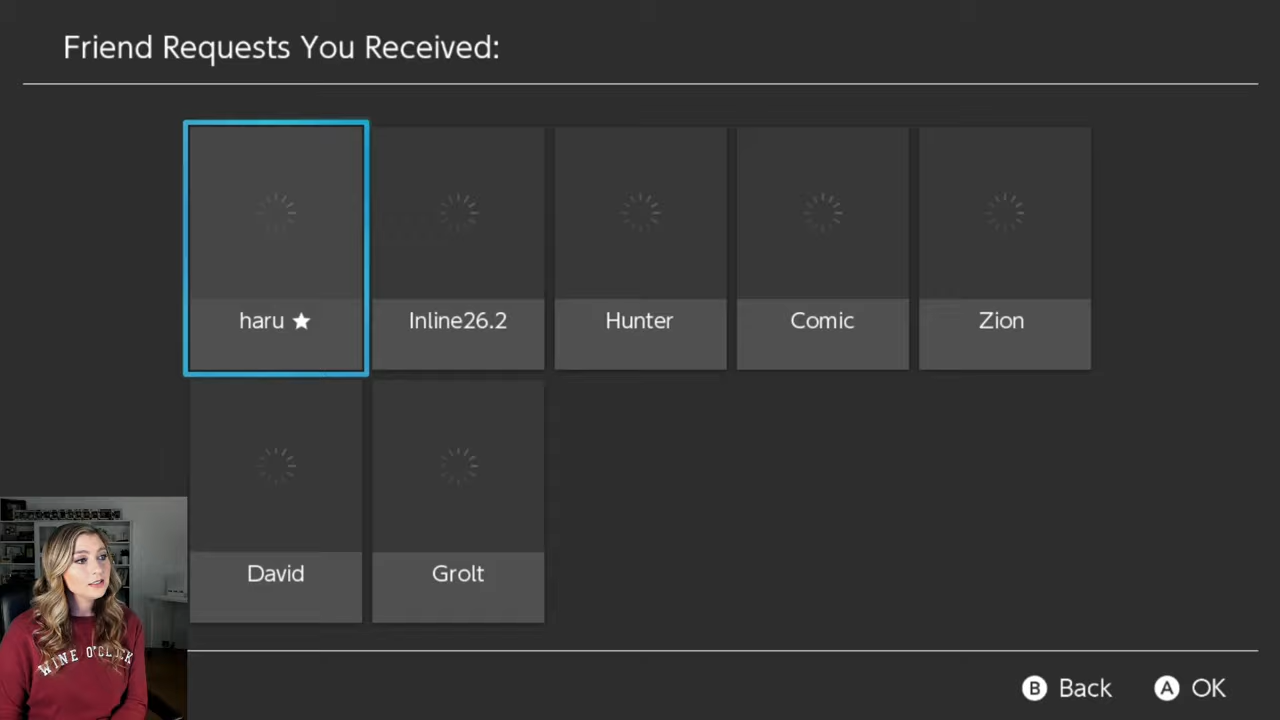 Friend Requests You Received:
haru ★
Inline26.2
Hunter
Comic
Zion
David
Grolt
WINE O'CLOCK
B Back
A OK